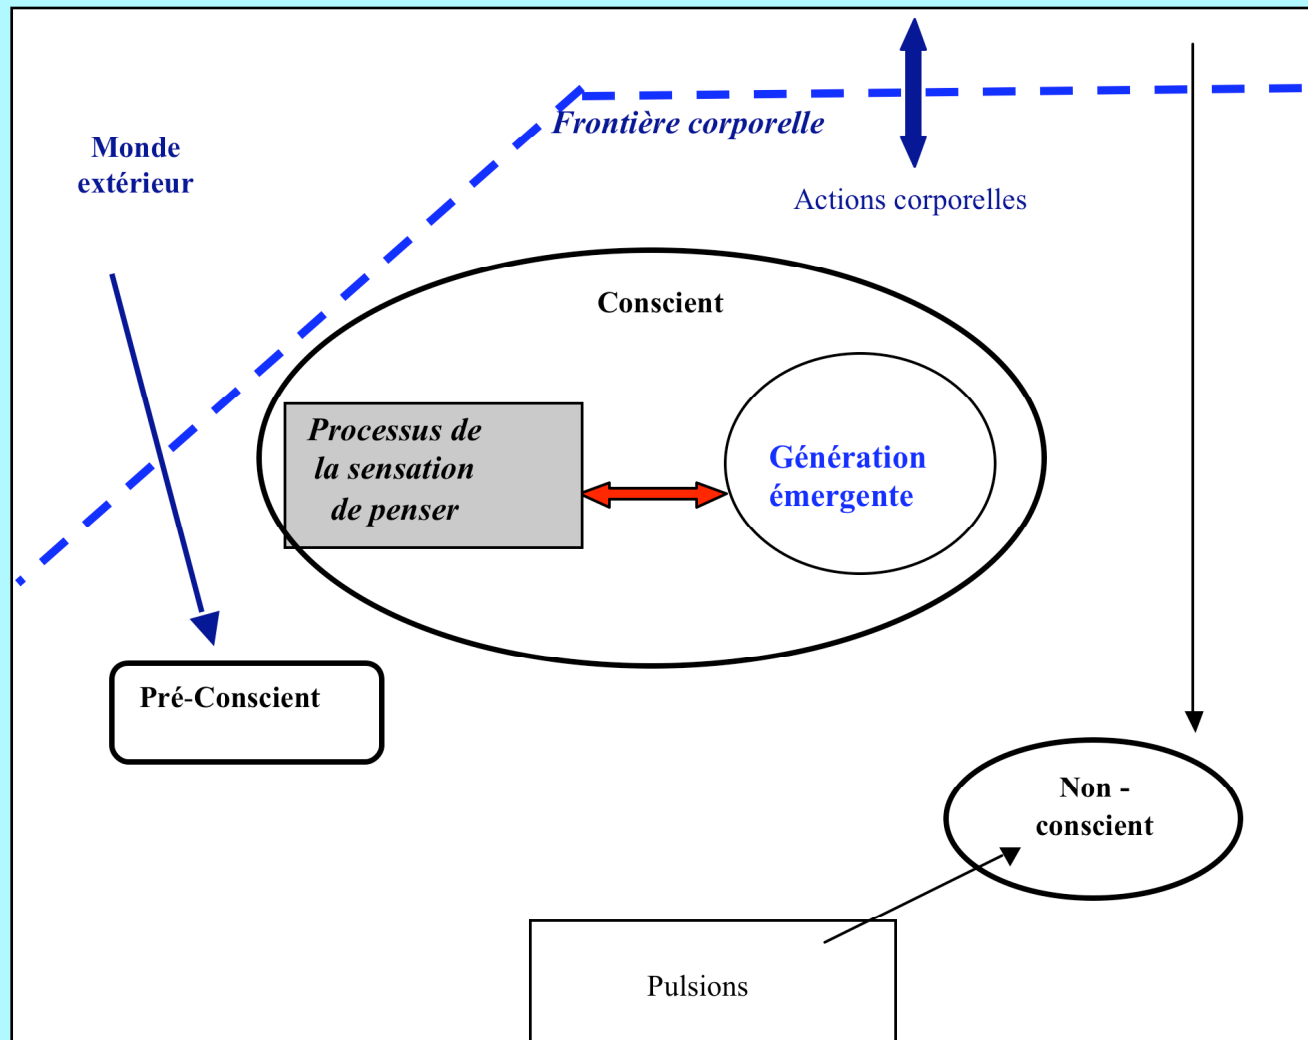 Frontière corporelle
Monde
extérieur
Actions corporelles
Conscient
Processus de
la sensation
de penser
Génération
émergente
Pré-Conscient
Non -
conscient
Pulsions